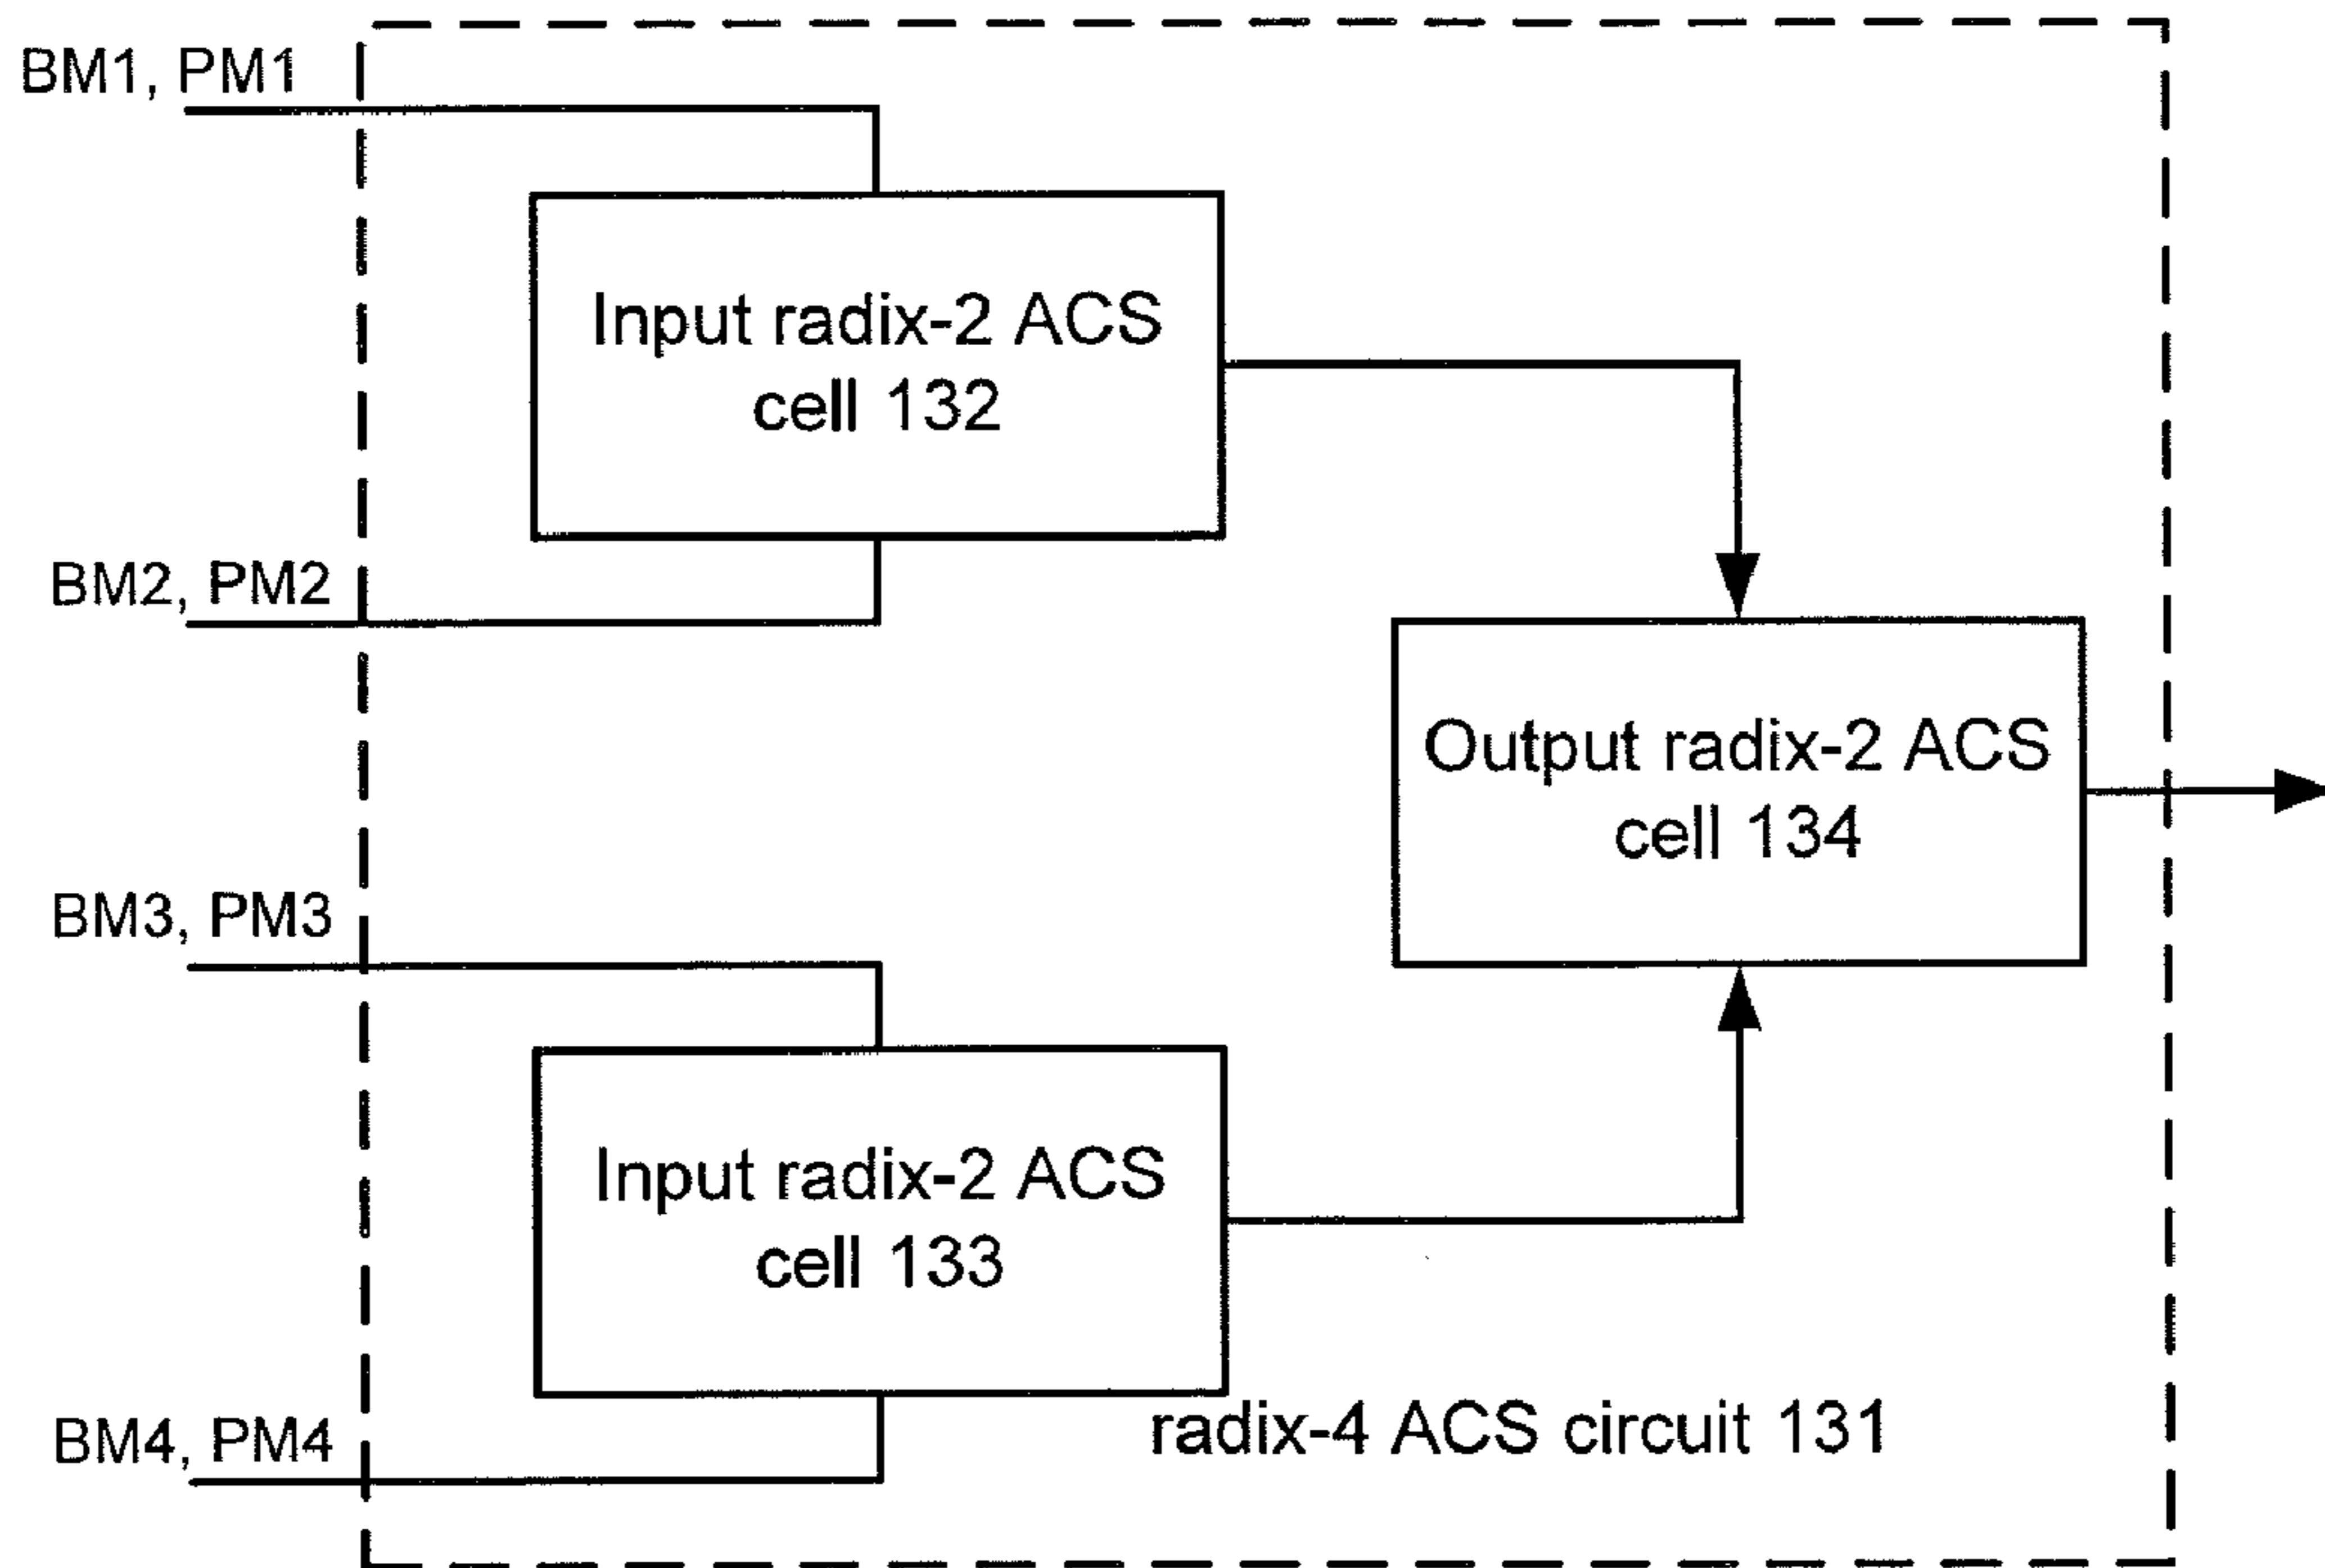 BM1, PM1
Input radix-2 ACS
cell 132
BM2, PM2
Output radix-2 ACS
cell 134
BM3, PM3
Input radix-2 ACS
cell 133
BM4, PM4
radix-4 ACS circuit 131